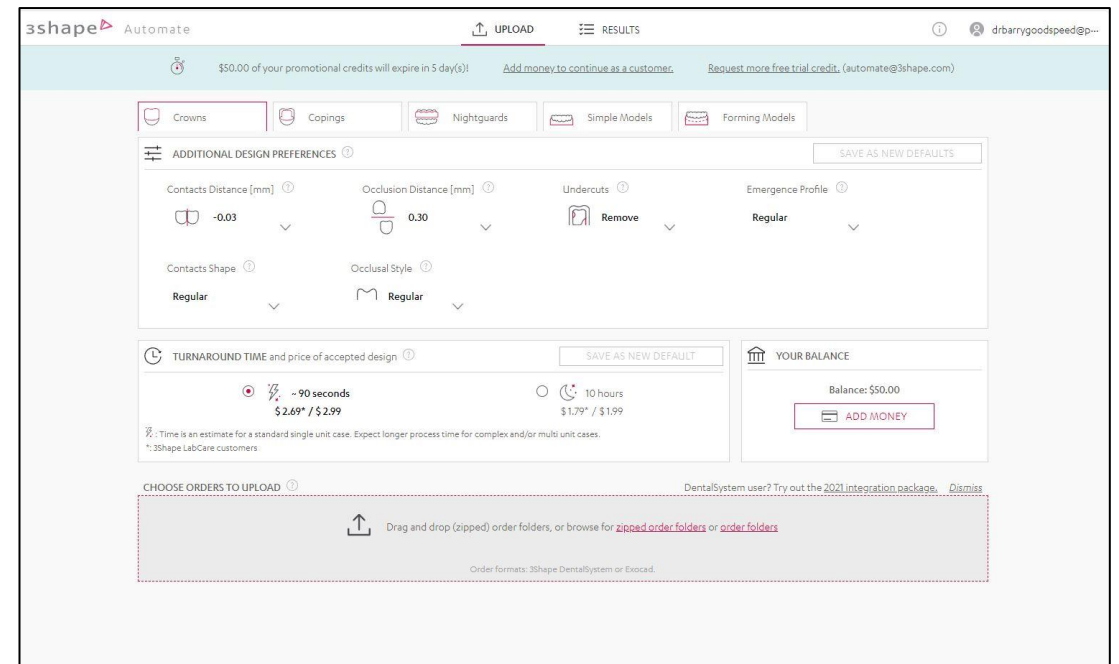 3shape Automate UPLOAD RESULTS drbarrygoodspeed@p...
$50.00 of your promotional credits will expire in 5 day(s)! Add money to continue as a customer. Request more free trial credit. (automate@3shape.com)
Crowns Copings Nightguards Simple Models Forming Models
ADDITIONAL DESIGN PREFERENCES SAVE AS NEW DEFAULTS
Contacts Distance [mm] Occlusion Distance [mm] Undercuts Emergence Profile
-0.03 0.30 Remove Regular
Contacts Shape Occlusal Style
Regular Regular
TURNAROUND TIME and price of accepted design SAVE AS NEW DEFAULT YOUR BALANCE
~ 90 seconds 10 hours Balance: $50.00
$2.69* / $2.99 $1.79* / $1.99 ADD MONEY
: Time is an estimate for a standard single unit case. Expect longer process time for complex and/or multi unit cases.
*: 3Shape LabCare customers
CHOOSE ORDERS TO UPLOAD DentalSystem user? Try out the 2021 integration package. Dismiss
Drag and drop (zipped) order folders, or browse for zipped order folders or order folders
Order formats: 3Shape DentalSystem or Exocad.